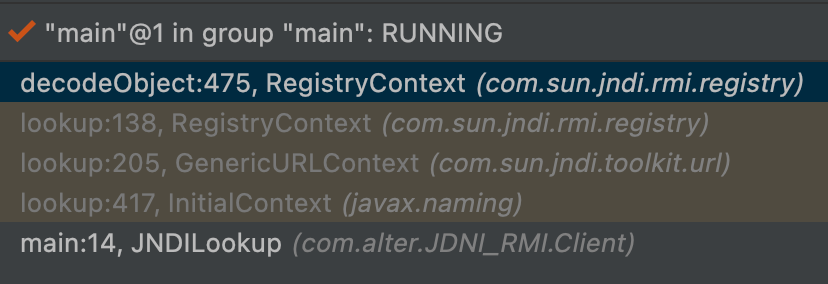 "main"@1 in group "main": RUNNING
decodeObject:475, RegistryContext (com.sun.jndi.rmi.registry)
lookup:138, RegistryContext (com.sun.jndi.rmi.registry)
lookup:205, GenericURLContext (com.sun.jndi.toolkit.url)
lookup:417, InitialContext (javax.naming)
main:14, JNDILookup (com.alter.JDNI_RMI.Client)